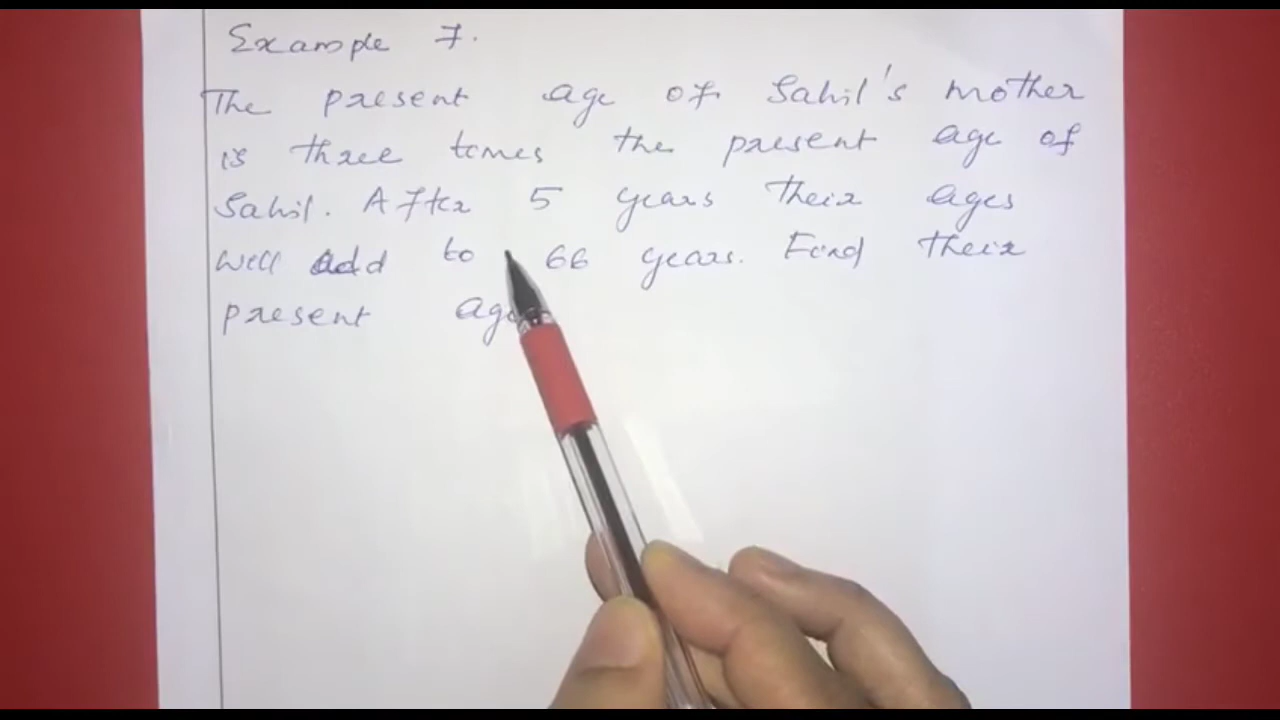 Example 7.
The present age of Sahil's mother
is three times the present age of
Sahil. After 5 years their ages
will add to 66 years. Find their
present